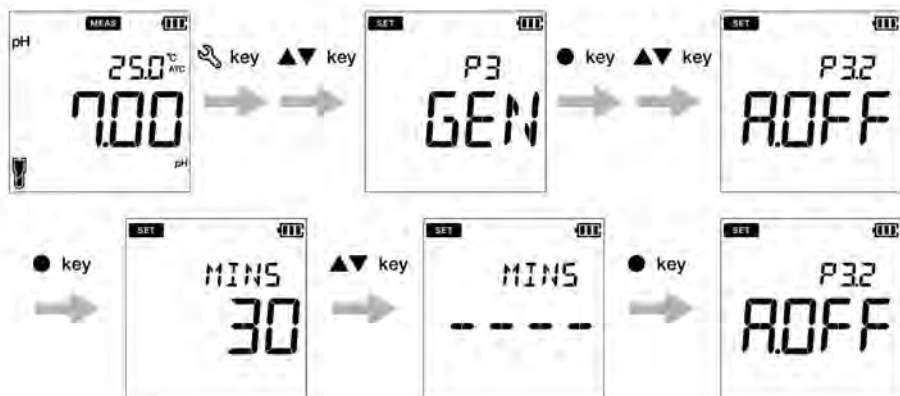 MEAS
pH
25.0 °C ATC
7.00
pH
key
▲▼ key
SET
P3
GEN
● key
▲▼ key
SET
P3.2
A.OFF
● key
SET
MINS
30
▲▼ key
SET
MINS
----
● key
SET
P3.2
A.OFF